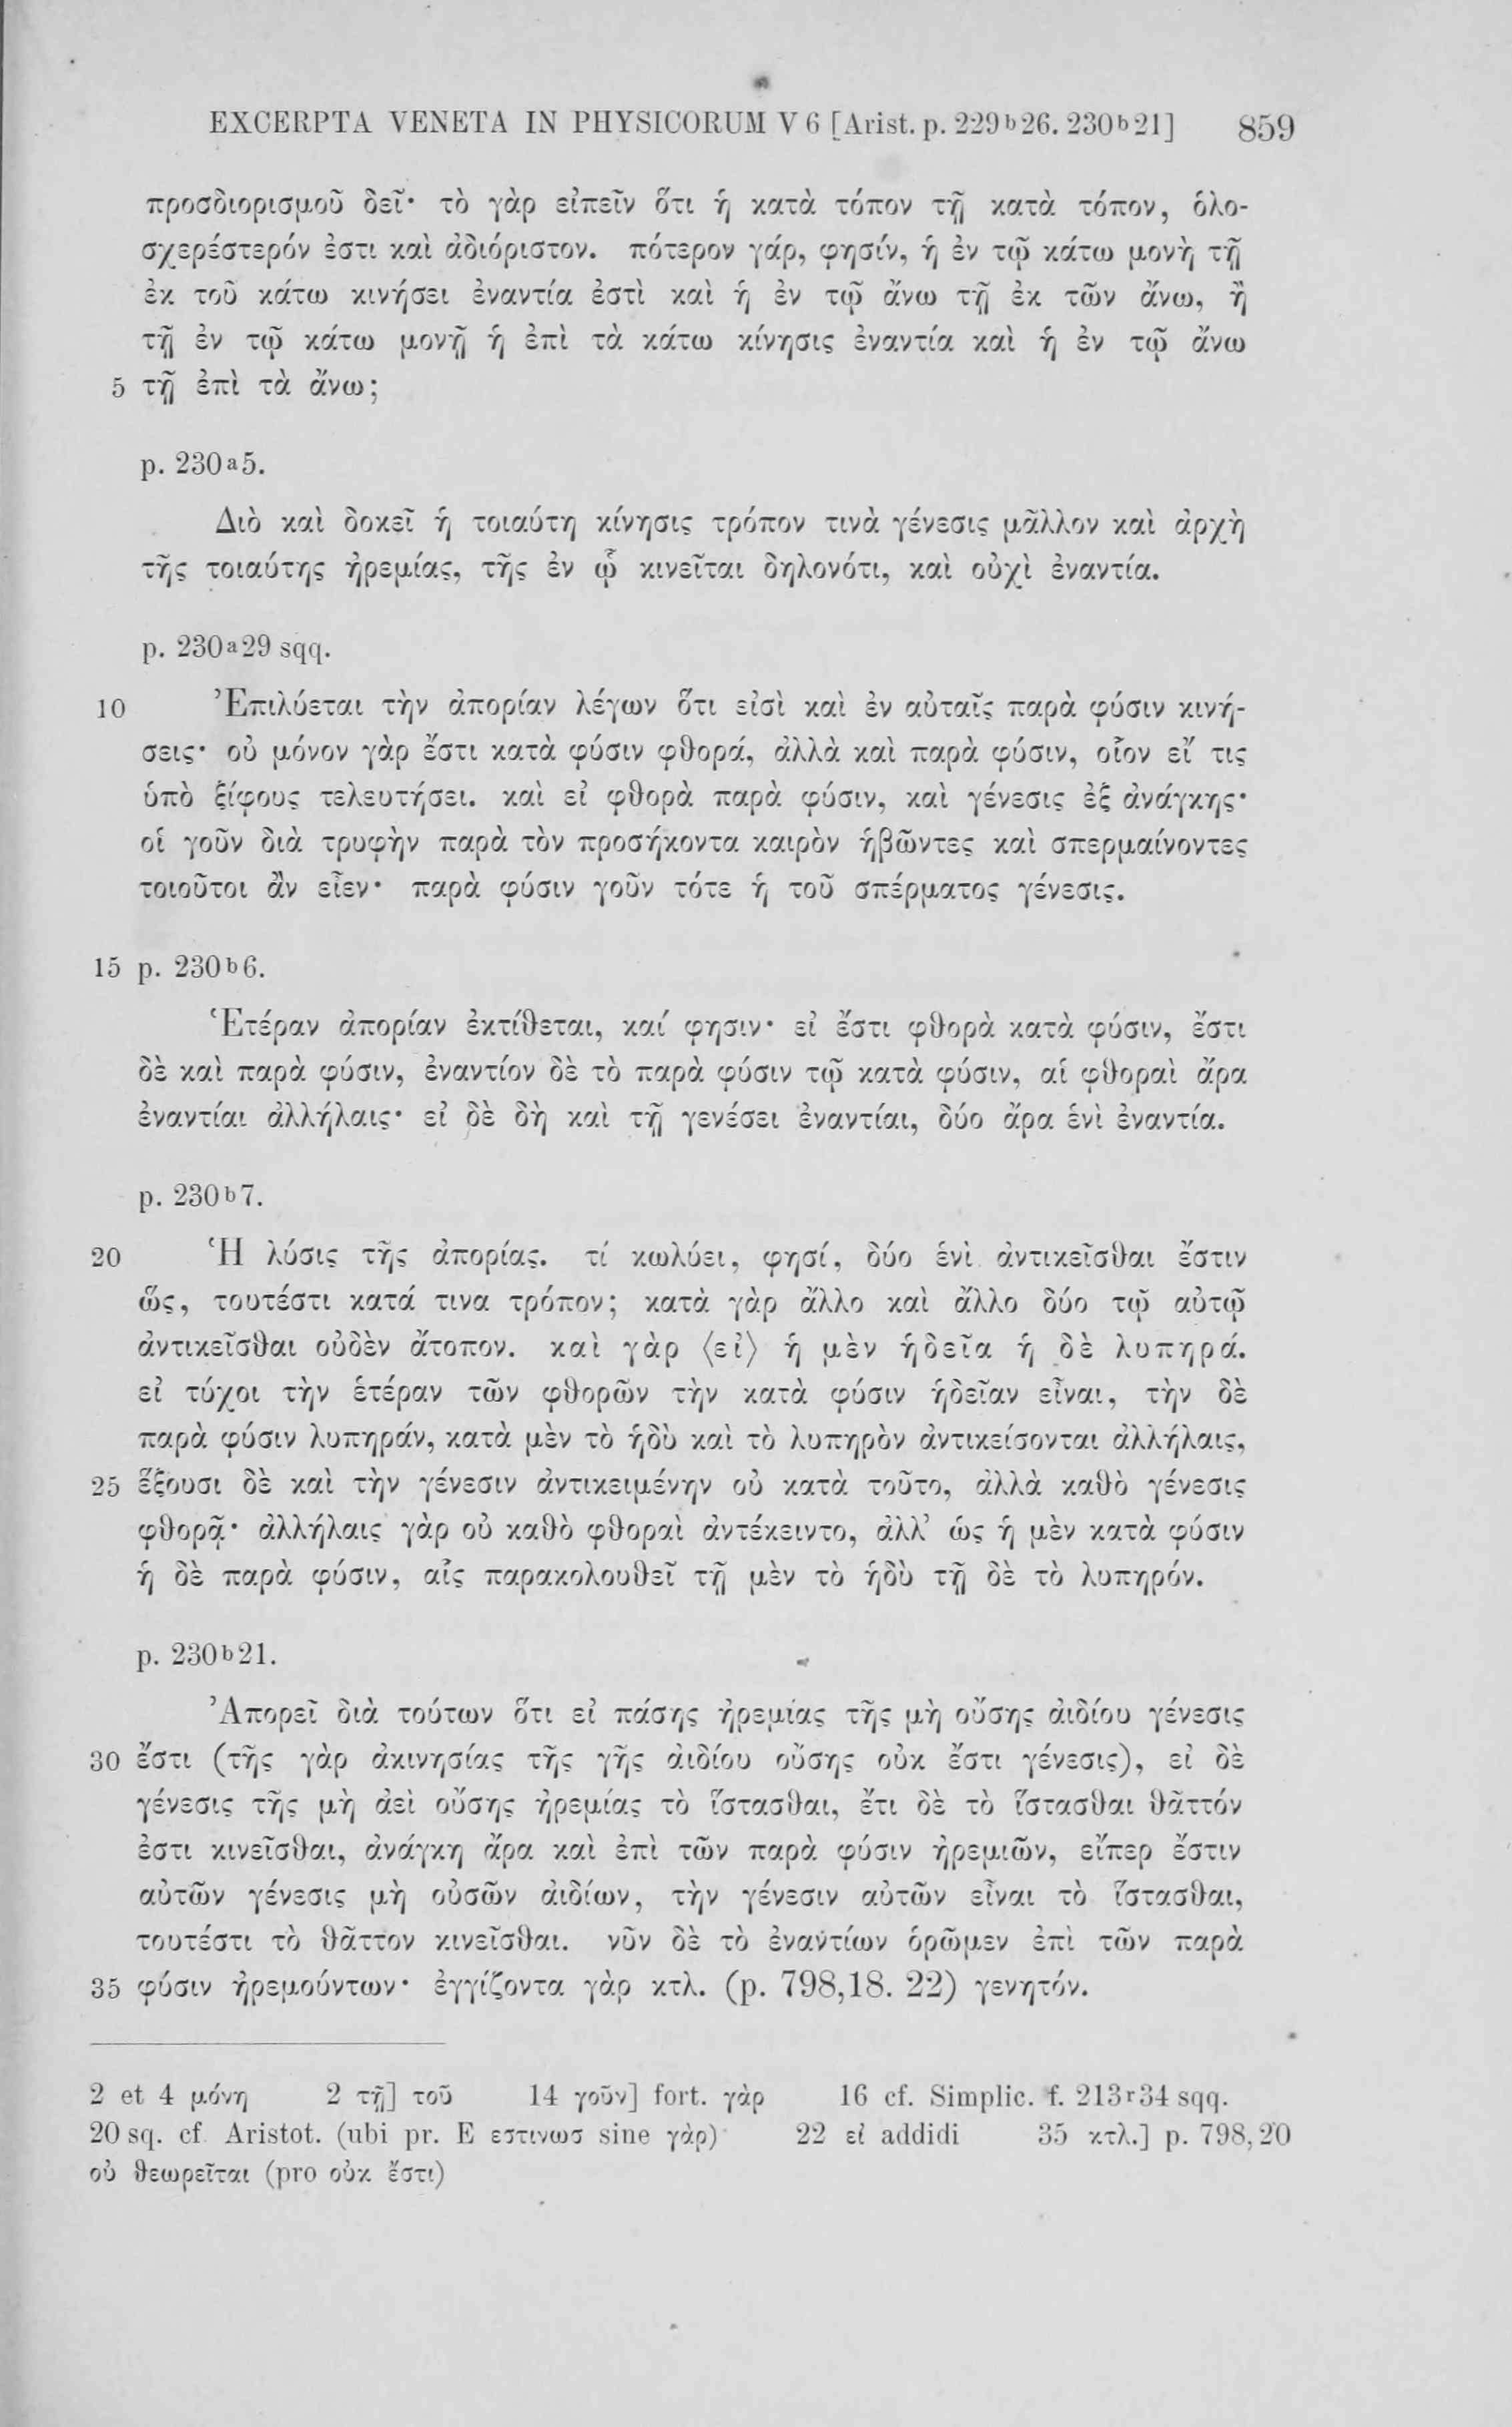 EXCERPTA VENETA IN PHYSICORUM V 6 [Arist. p. 229b26. 230b21] 859
προσδιορισμοῦ δεῖ· τὸ γὰρ εἰπεῖν ὅτι ἡ κατὰ τόπον τῇ κατὰ τόπον, ὁλο-
σχερέστερόν ἐστι καὶ ἀδιόριστον. πότερον γάρ, φησίν, ἡ ἐν τῷ κάτω μονὴ τῇ
ἐκ τοῦ κάτω κινήσει ἐναντία ἐστὶ καὶ ἡ ἐν τῷ ἄνω τῇ ἐκ τῶν ἄνω, ἢ
τῇ ἐν τῷ κάτω μονῇ ἡ ἐπὶ τὰ κάτω κίνησις ἐναντία καὶ ἡ ἐν τῷ ἄνω
5 τῇ ἐπὶ τὰ ἄνω;
p. 230a5.
Διὸ καὶ δοκεῖ ἡ τοιαύτη κίνησις τρόπον τινὰ γένεσις μᾶλλον καὶ ἀρχὴ
τῆς τοιαύτης ἠρεμίας, τῆς ἐν ᾧ κινεῖται δηλονότι, καὶ οὐχὶ ἐναντία.
p. 230a29 sqq.
10 Ἐπιλύεται τὴν ἀπορίαν λέγων ὅτι εἰσὶ καὶ ἐν αὐταῖς παρὰ φύσιν κινή-
σεις· οὐ μόνον γὰρ ἔστι κατὰ φύσιν φθορά, ἀλλὰ καὶ παρὰ φύσιν, οἷον εἴ τις
ὑπὸ ξίφους τελευτήσει. καὶ εἰ φθορὰ παρὰ φύσιν, καὶ γένεσις ἐξ ἀνάγκης·
οἱ γοῦν διὰ τρυφὴν παρὰ τὸν προσήκοντα καιρὸν ἡβῶντες καὶ σπερμαίνοντες
τοιοῦτοι ἂν εἶεν· παρὰ φύσιν γοῦν τότε ἡ τοῦ σπέρματος γένεσις.
15 p. 230b6.
Ἑτέραν ἀπορίαν ἐκτίθεται, καί φησιν· εἰ ἔστι φθορὰ κατὰ φύσιν, ἔστι
δὲ καὶ παρὰ φύσιν, ἐναντίον δὲ τὸ παρὰ φύσιν τῷ κατὰ φύσιν, αἱ φθοραὶ ἄρα
ἐναντίαι ἀλλήλαις· εἰ δὲ δὴ καὶ τῇ γενέσει ἐναντίαι, δύο ἄρα ἑνὶ ἐναντία.
p. 230b7.
20 Ἡ λύσις τῆς ἀπορίας. τί κωλύει, φησί, δύο ἑνὶ ἀντικεῖσθαι ἔστιν
ὥς, τουτέστι κατά τινα τρόπον; κατὰ γὰρ ἄλλο καὶ ἄλλο δύο τῷ αὐτῷ
ἀντικεῖσθαι οὐδὲν ἄτοπον. καὶ γὰρ ⟨εἰ⟩ ἡ μὲν ἡδεῖα ἡ δὲ λυπηρά.
εἰ τύχοι τὴν ἑτέραν τῶν φθορῶν τὴν κατὰ φύσιν ἡδεῖαν εἶναι, τὴν δὲ
παρὰ φύσιν λυπηράν, κατὰ μὲν τὸ ἡδὺ καὶ τὸ λυπηρὸν ἀντικείσονται ἀλλήλαις,
25 ἕξουσι δὲ καὶ τὴν γένεσιν ἀντικειμένην οὐ κατὰ τοῦτο, ἀλλὰ καθὸ γένεσις
φθορᾷ· ἀλλήλαις γὰρ οὐ καθὸ φθοραὶ ἀντέκειντο, ἀλλ’ ὡς ἡ μὲν κατὰ φύσιν
ἡ δὲ παρὰ φύσιν, αἷς παρακολουθεῖ τῇ μὲν τὸ ἡδὺ τῇ δὲ τὸ λυπηρόν.
p. 230b21.
Ἀπορεῖ διὰ τούτων ὅτι εἰ πάσης ἠρεμίας τῆς μὴ οὔσης ἀιδίου γένεσις
30 ἔστι (τῆς γὰρ ἀκινησίας τῆς γῆς ἀιδίου οὔσης οὐκ ἔστι γένεσις), εἰ δὲ
γένεσις τῆς μὴ ἀεὶ οὔσης ἠρεμίας τὸ ἵστασθαι, ἔτι δὲ τὸ ἵστασθαι θᾶττόν
ἐστι κινεῖσθαι, ἀνάγκη ἄρα καὶ ἐπὶ τῶν παρὰ φύσιν ἠρεμιῶν, εἴπερ ἔστιν
αὐτῶν γένεσις μὴ οὐσῶν ἀιδίων, τὴν γένεσιν αὐτῶν εἶναι τὸ ἵστασθαι,
τουτέστι τὸ θᾶττον κινεῖσθαι. νῦν δὲ τὸ ἐναντίων ὁρῶμεν ἐπὶ τῶν παρὰ
35 φύσιν ἠρεμούντων· ἐγγίζοντα γὰρ κτλ. (p. 798,18. 22) γενητόν.
2 et 4 μόνη 2 τῇ] τοῦ 14 γοῦν] fort. γὰρ 16 cf. Simplic. f. 213r34 sqq.
20 sq. cf. Aristot. (ubi pr. E εστινωσ sine γὰρ) 22 εἰ addidi 35 κτλ.] p. 798,20
οὐ θεωρεῖται (pro οὐκ ἔστι)